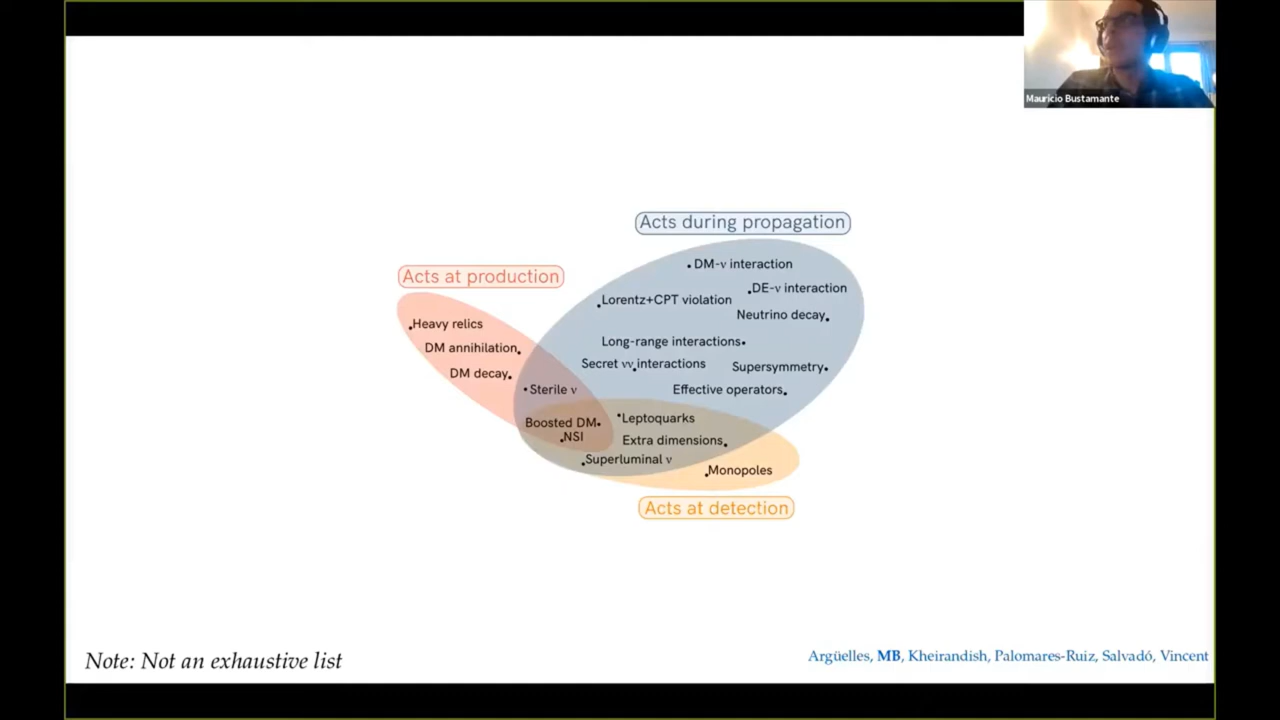 Mauricio Bustamante
Acts during propagation
Acts at production
DM-ν interaction
DE-ν interaction
Lorentz+CPT violation
Neutrino decay
Heavy relics
DM annihilation
DM decay
Long-range interactions
Secret νν interactions
Supersymmetry
Sterile ν
Effective operators
Boosted DM
NSI
Leptoquarks
Extra dimensions
Superluminal ν
Monopoles
Acts at detection
Note: Not an exhaustive list
Argüelles, MB, Kheirandish, Palomares-Ruiz, Salvadó, Vincent